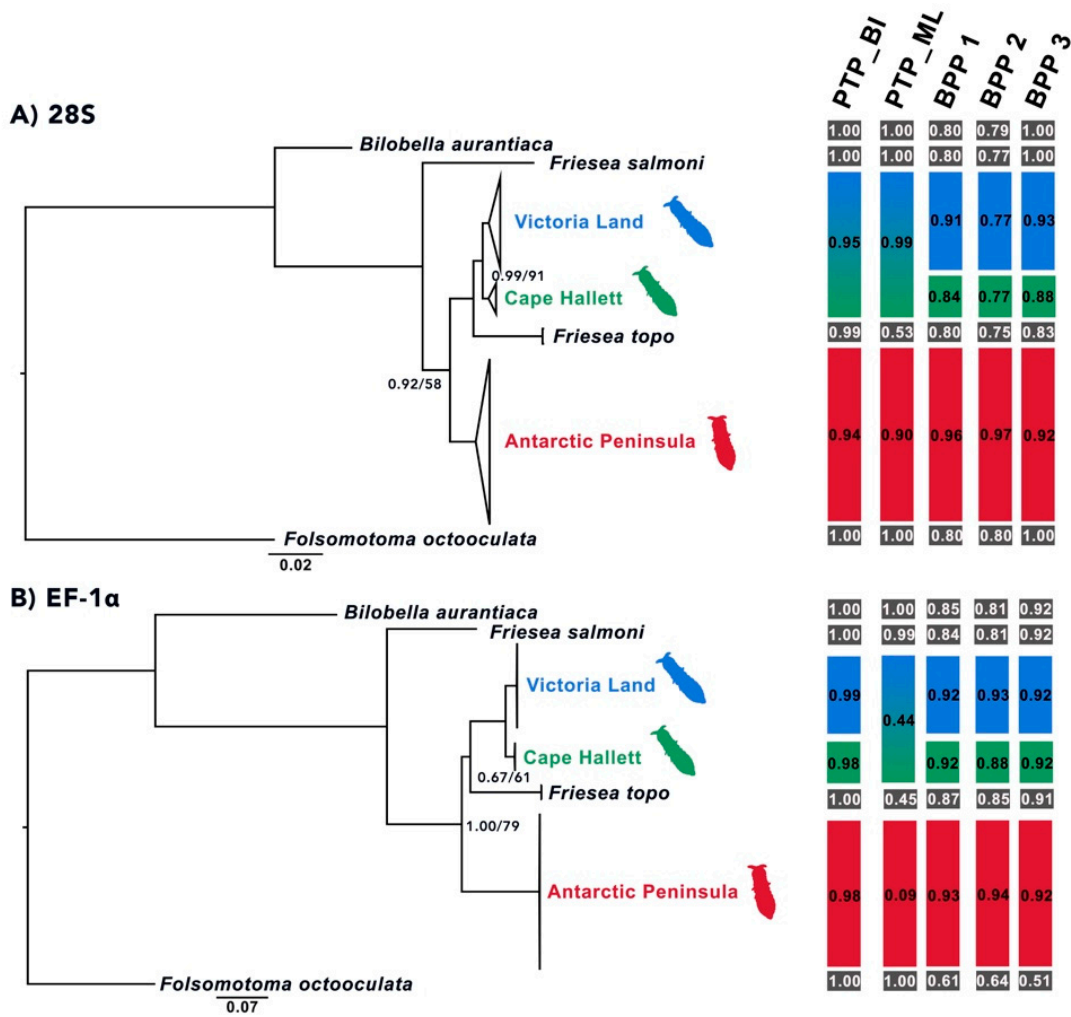 PTP_BI PTP_ML BPP 1 BPP 2 BPP 3
A) 28S
1.00 1.00 0.80 0.79 1.00
Bilobella aurantiaca
1.00 1.00 0.80 0.77 1.00
Friesea salmoni
Victoria Land
0.91 0.77 0.93
0.95 0.99
0.99/91
Cape Hallett
0.84 0.77 0.88
Friesea topo
0.99 0.53 0.80 0.75 0.83
0.92/58
Antarctic Peninsula
0.94 0.90 0.96 0.97 0.92
Folsomotoma octooculata
1.00 1.00 0.80 0.80 1.00
0.02
B) EF-1α
Bilobella aurantiaca
1.00 1.00 0.85 0.81 0.92
Friesea salmoni
1.00 0.99 0.84 0.81 0.92
Victoria Land
0.99 0.92 0.93 0.92
0.44
Cape Hallett
0.98 0.92 0.88 0.92
0.67/61
Friesea topo
1.00 0.45 0.87 0.85 0.91
1.00/79
Antarctic Peninsula
0.98 0.09 0.93 0.94 0.92
Folsomotoma octooculata
1.00 1.00 0.61 0.64 0.51
0.07